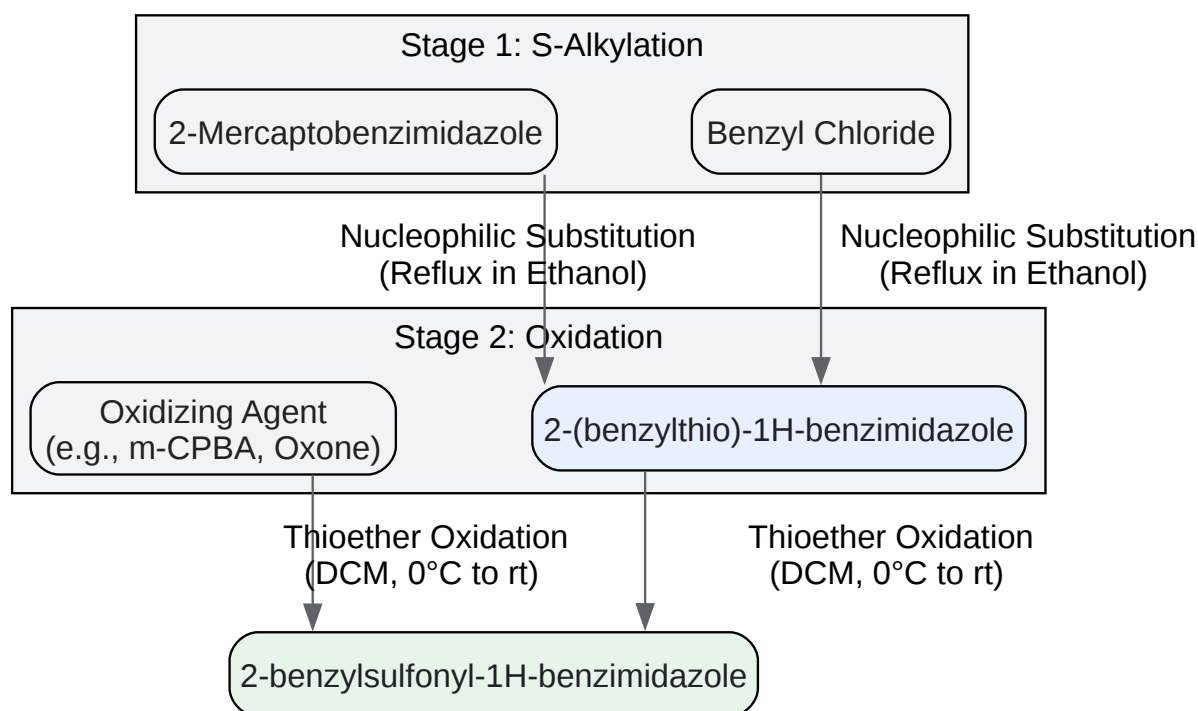 Stage 1: S-Alkylation
2-Mercaptobenzimidazole
Benzyl Chloride
Nucleophilic Substitution
(Reflux in Ethanol)
Nucleophilic Substitution
(Reflux in Ethanol)
Stage 2: Oxidation
Oxidizing Agent
(e.g., m-CPBA, Oxone)
2-(benzylthio)-1H-benzimidazole
Thioether Oxidation
(DCM, 0°C to rt)
Thioether Oxidation
(DCM, 0°C to rt)
2-benzylsulfonyl-1H-benzimidazole